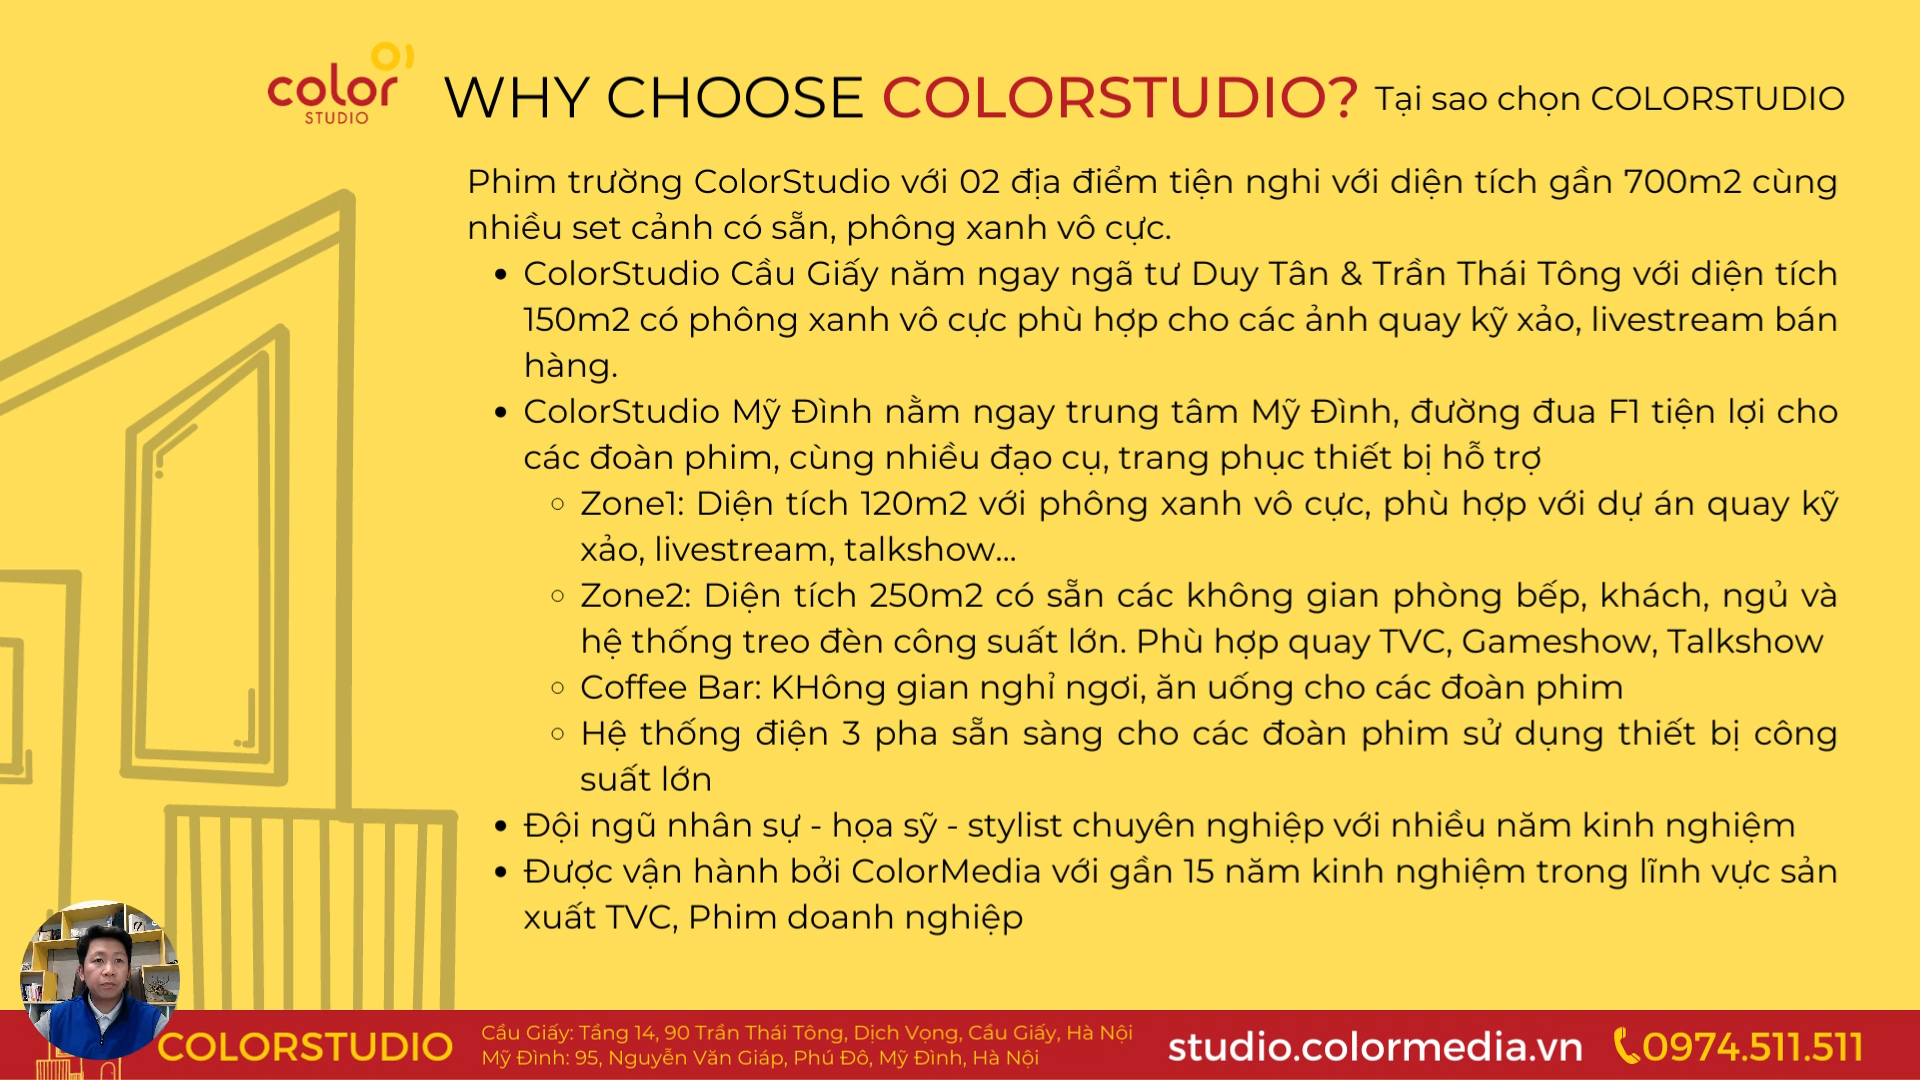 color
STUDIO
WHY CHOOSE COLORSTUDIO? Tại sao chọn COLORSTUDIO
Phim trường ColorStudio với 02 địa điểm tiện nghi với diện tích gần 700m2 cùng
nhiều set cảnh có sẵn, phông xanh vô cực.
• ColorStudio Cầu Giấy năm ngay ngã tư Duy Tân & Trần Thái Tông với diện tích
150m2 có phông xanh vô cực phù hợp cho các ảnh quay kỹ xảo, livestream bán
hàng.
• ColorStudio Mỹ Đình nằm ngay trung tâm Mỹ Đình, đường đua F1 tiện lợi cho
các đoàn phim, cùng nhiều đạo cụ, trang phục thiết bị hỗ trợ
◦ Zone1: Diện tích 120m2 với phông xanh vô cực, phù hợp với dự án quay kỹ
xảo, livestream, talkshow...
◦ Zone2: Diện tích 250m2 có sẵn các không gian phòng bếp, khách, ngủ và
hệ thống treo đèn công suất lớn. Phù hợp quay TVC, Gameshow, Talkshow
◦ Coffee Bar: KHông gian nghỉ ngơi, ăn uống cho các đoàn phim
◦ Hệ thống điện 3 pha sẵn sàng cho các đoàn phim sử dụng thiết bị công
suất lớn
• Đội ngũ nhân sự - họa sỹ - stylist chuyên nghiệp với nhiều năm kinh nghiệm
• Được vận hành bởi ColorMedia với gần 15 năm kinh nghiệm trong lĩnh vực sản
xuất TVC, Phim doanh nghiệp
COLORSTUDIO
Cầu Giấy: Tầng 14, 90 Trần Thái Tông, Dịch Vọng, Cầu Giấy, Hà Nội
Mỹ Đình: 95, Nguyễn Văn Giáp, Phú Đô, Mỹ Đình, Hà Nội
studio.colormedia.vn
0974.511.511